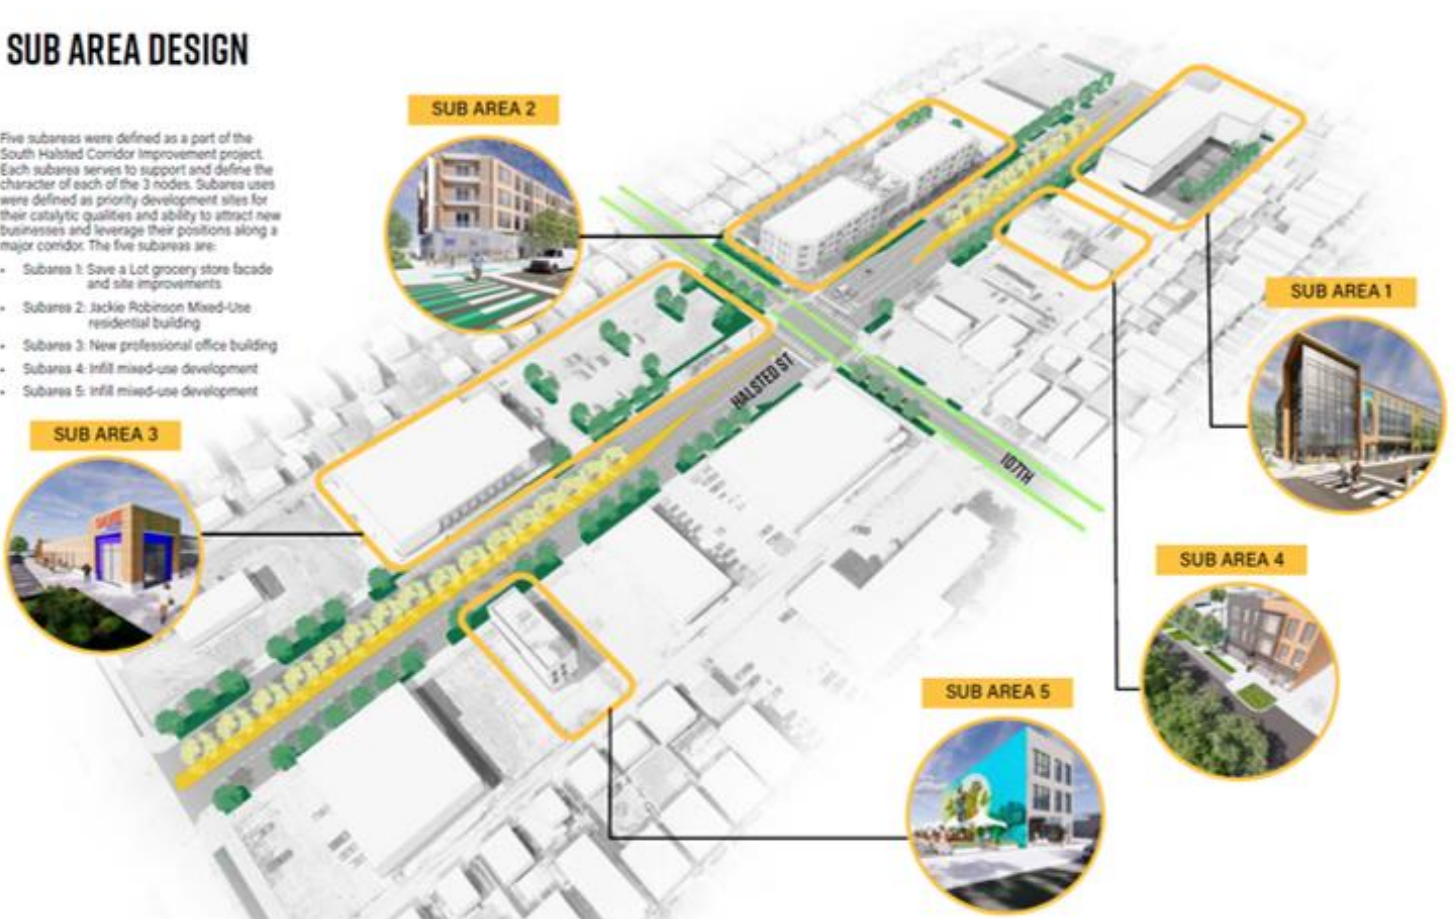 SUB AREA DESIGN
Five subareas were defined as a part of the
South Halsted Corridor Improvement project.
Each subarea serves to support and define the
character of each of the 3 nodes. Subarea uses
were defined as priority development sites for
their catalytic qualities and ability to attract new
businesses and leverage their positions along a
major corridor. The five subareas are:
• Subarea 1: Save a Lot grocery store facade
and site improvements
• Subarea 2: Jackie Robinson Mixed-Use
residential building
• Subarea 3: New professional office building
• Subarea 4: Infill mixed-use development
• Subarea 5: Infill mixed-use development
SUB AREA 2
SUB AREA 1
SUB AREA 3
HALSTED ST
107TH
SUB AREA 4
SUB AREA 5